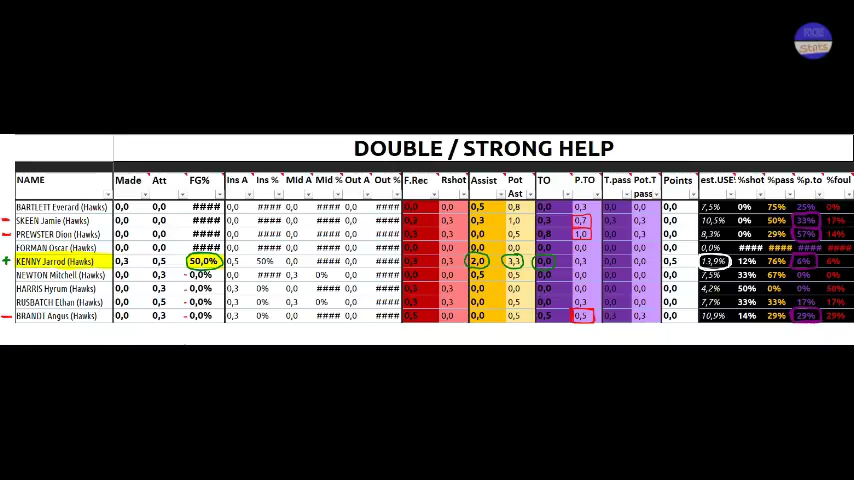 RICE
Stats
DOUBLE / STRONG HELP
NAME Made Att FG% Ins A Ins % Mid A Mid % Out A Out % F.Rec Rshot Assist Pot Ast TO P.TO T.pass Pot.T pass Points est.USE %shot %pass %p.to %foul
BARTLETT Everard (Hawks) 0,0 0,0 #### 0,0 #### 0,0 #### 0,0 #### 0,0 0,0 0,5 0,8 0,0 0,3 0,0 0,0 0,0 7,5% 0% 75% 25% 0%
SKEEN Jamie (Hawks) 0,0 0,0 #### 0,0 #### 0,0 #### 0,0 #### 0,3 0,3 1,0 0,3 0,7 0,0 0,3 0,0 10,5% 0% 50% 33% 17%
PREWSTER Dion (Hawks) 0,0 0,0 #### 0,0 #### 0,0 #### 0,0 #### 0,3 0,0 0,5 0,8 1,0 0,0 0,3 0,0 8,3% 0% 29% 57% 14%
FORMAN Oscar (Hawks) 0,0 0,0 #### 0,0 #### 0,0 #### 0,0 #### 0,0 0,0 0,0 0,0 0,0 0,0 0,0 0,0 0,0% #### #### #### ####
+ KENNY Jarrod (Hawks) 0,3 0,5 50,0% 0,5 50% 0,0 #### 0,0 #### 0,3 2,0 3,3 0,0 0,3 0,0 0,0 0,5 13,9% 12% 76% 6% 6%
NEWTON Mitchell (Hawks) 0,0 0,3 - 0,0% 0,0 #### 0,3 0% 0,0 #### 0,0 0,3 0,5 0,5 0,0 0,0 0,0 0,0 0,0 7,5% 33% 67% 0% 0%
HARRIS Hyrum (Hawks) 0,0 0,3 - 0,0% 0,3 0% 0,0 #### 0,0 #### 0,3 0,0 0,0 0,0 0,0 0,0 0,0 0,0 4,2% 50% 0% 0% 50%
RUSBATCH Ethan (Hawks) 0,0 0,3 - 0,0% 0,3 0% 0,3 0% 0,0 #### 0,3 0,0 0,5 0,0 0,3 0,0 0,0 0,0 7,7% 33% 33% 17% 17%
BRANDT Angus (Hawks) 0,0 0,3 - 0,0% 0,3 0% 0,0 #### 0,0 #### 0,5 0,0 0,0 0,5 0,5 0,5 0,3 0,3 0,0 10,9% 14% 29% 29% 29%